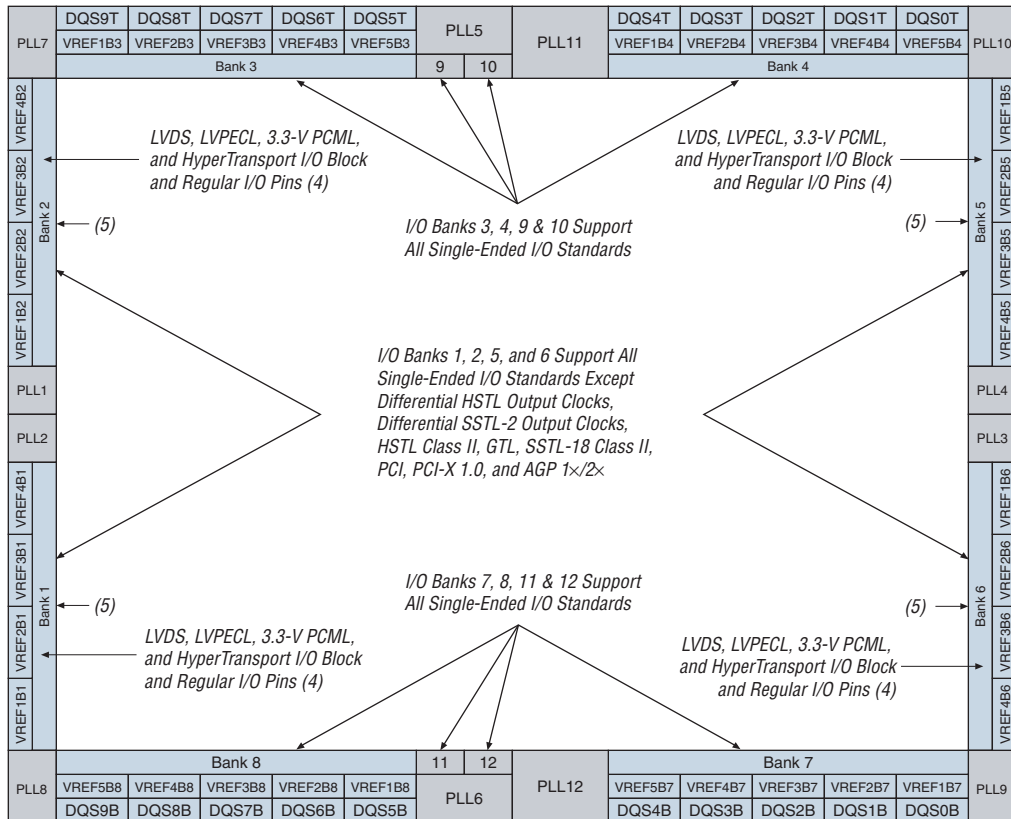 PLL7
DQS9T DQS8T DQS7T DQS6T DQS5T
VREF1B3 VREF2B3 VREF3B3 VREF4B3 VREF5B3
Bank 3
PLL5
9 10
PLL11
DQS4T DQS3T DQS2T DQS1T DQS0T
VREF1B4 VREF2B4 VREF3B4 VREF4B4 VREF5B4
Bank 4
PLL10
VREF4B2
VREF3B2
VREF2B2
VREF1B2
Bank 2
LVDS, LVPECL, 3.3-V PCML,
and HyperTransport I/O Block
and Regular I/O Pins (4)
(5)
LVDS, LVPECL, 3.3-V PCML,
and HyperTransport I/O Block
and Regular I/O Pins (4)
(5)
Bank 5
VREF1B5
VREF2B5
VREF3B5
VREF4B5
I/O Banks 3, 4, 9 & 10 Support
All Single-Ended I/O Standards
PLL1
PLL2
I/O Banks 1, 2, 5, and 6 Support All
Single-Ended I/O Standards Except
Differential HSTL Output Clocks,
Differential SSTL-2 Output Clocks,
HSTL Class II, GTL, SSTL-18 Class II,
PCI, PCI-X 1.0, and AGP 1×/2×
PLL4
PLL3
VREF4B1
VREF3B1
VREF2B1
VREF1B1
Bank 1
(5)
LVDS, LVPECL, 3.3-V PCML,
and HyperTransport I/O Block
and Regular I/O Pins (4)
I/O Banks 7, 8, 11 & 12 Support
All Single-Ended I/O Standards
(5)
LVDS, LVPECL, 3.3-V PCML,
and HyperTransport I/O Block
and Regular I/O Pins (4)
Bank 6
VREF1B6
VREF2B6
VREF3B6
VREF4B6
PLL8
Bank 8
VREF5B8 VREF4B8 VREF3B8 VREF2B8 VREF1B8
DQS9B DQS8B DQS7B DQS6B DQS5B
11 12
PLL6
PLL12
Bank 7
VREF5B7 VREF4B7 VREF3B7 VREF2B7 VREF1B7
DQS4B DQS3B DQS2B DQS1B DQS0B
PLL9